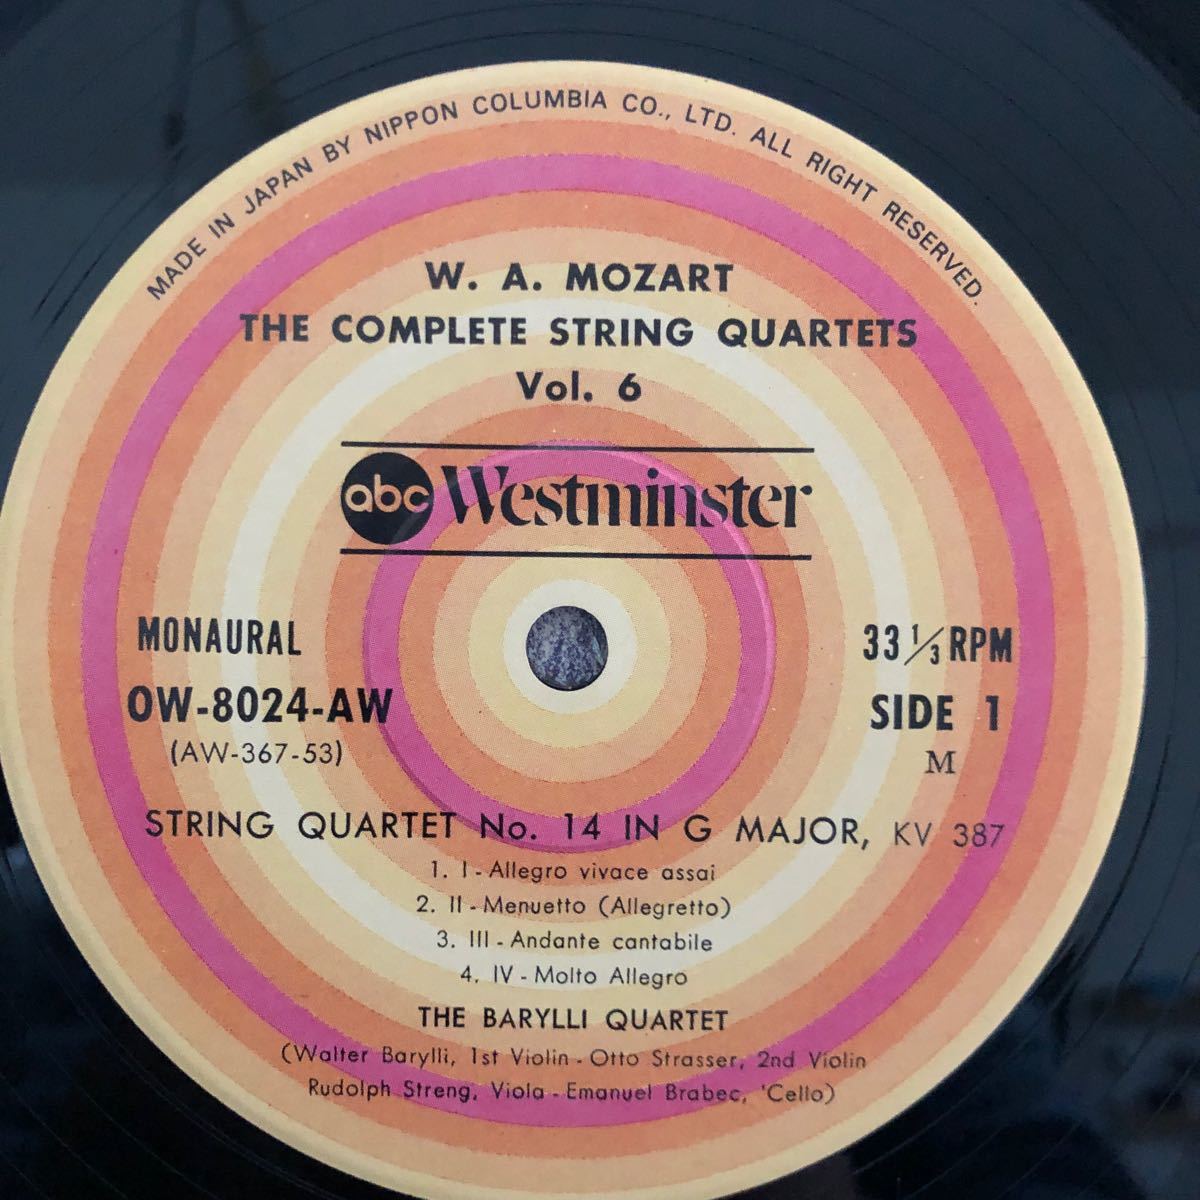 MADE IN JAPAN BY NIPPON COLUMBIA CO., LTD. ALL RIGHT RESERVED.
W. A. MOZART
THE COMPLETE STRING QUARTETS
Vol. 6
abc Westminster
MONAURAL
OW-8024-AW
(AW-367-53)
33 1/3 RPM
SIDE 1
M
STRING QUARTET No. 14 IN G MAJOR, KV 387
1. I - Allegro vivace assai
2. II - Menuetto (Allegretto)
3. III - Andante cantabile
4. IV - Molto Allegro
THE BARYLLI QUARTET
(Walter Barylli, 1st Violin - Otto Strasser, 2nd Violin
Rudolph Streng, Viola - Emanuel Brabec, 'Cello)